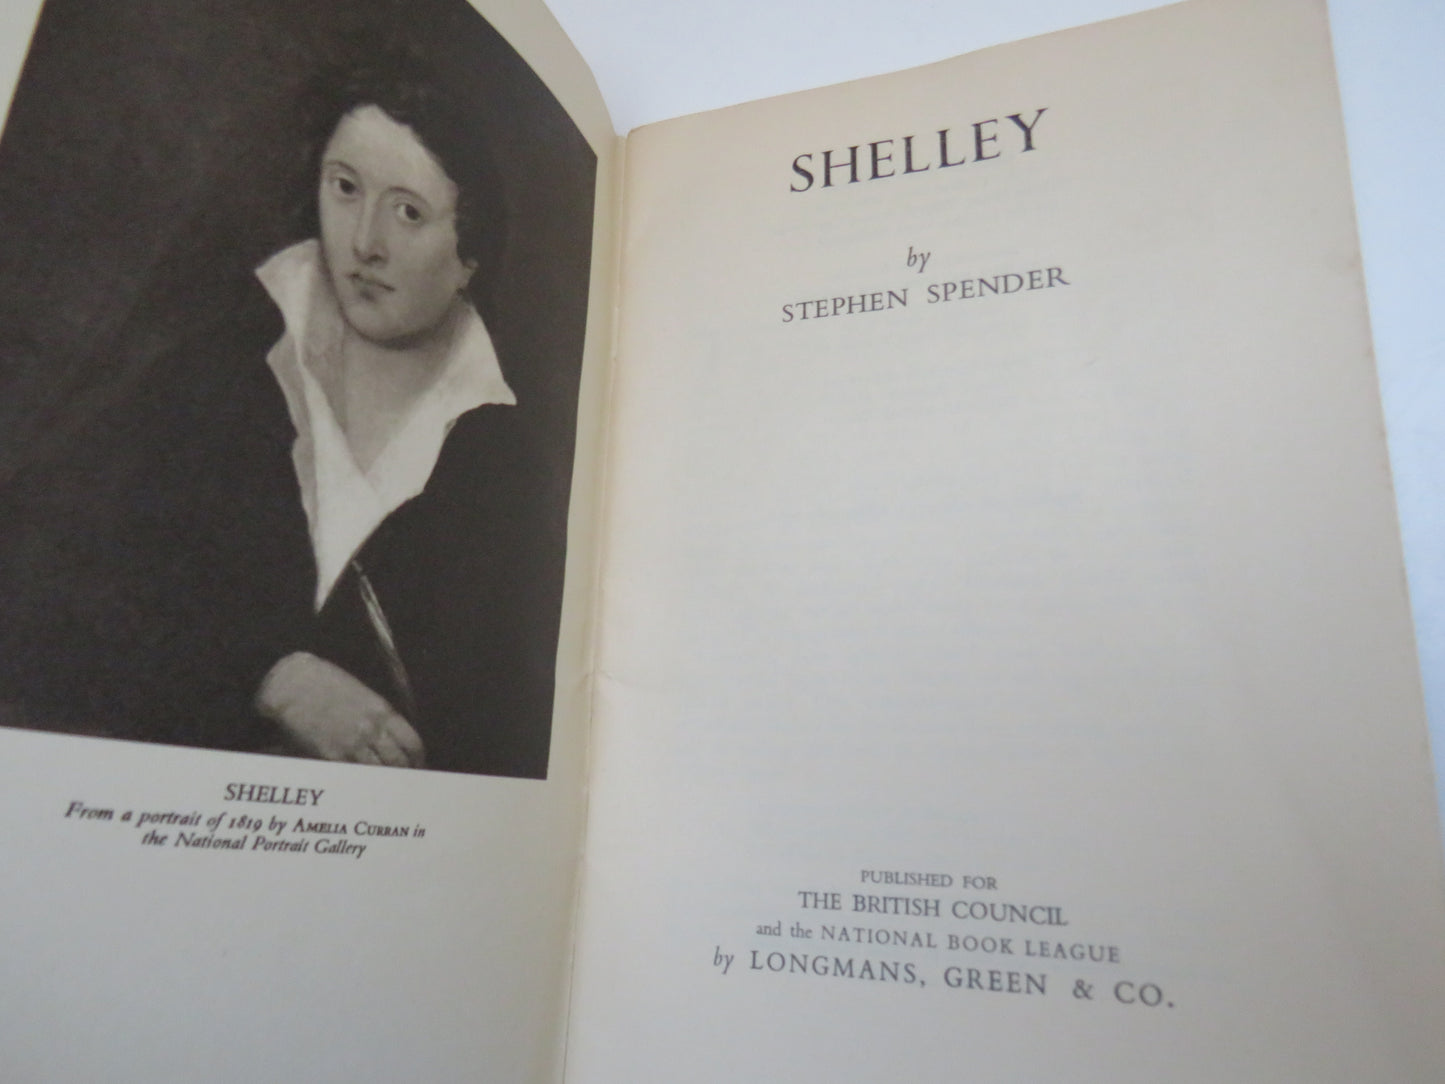 SHELLEY
From a portrait of 1819 by AMELIA CURRAN in
the National Portrait Gallery
SHELLEY
by
STEPHEN SPENDER
PUBLISHED FOR
THE BRITISH COUNCIL
and the NATIONAL BOOK LEAGUE
by LONGMANS, GREEN & CO.